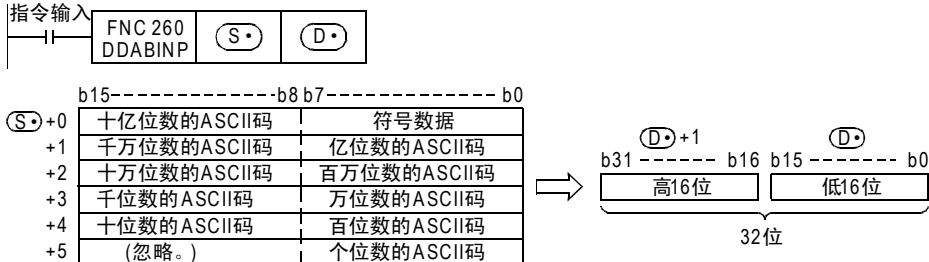 指令输入
FNC 260
DDABINP
S•
D•
b15----------------b8 b7---------------- b0
S• +0 十亿位数的ASCII码 符号数据
+1 千万位数的ASCII码 亿位数的ASCII码
+2 十万位数的ASCII码 百万位数的ASCII码
+3 千位数的ASCII码 万位数的ASCII码
+4 十位数的ASCII码 百位数的ASCII码
+5 (忽略。) 个位数的ASCII码
D• +1 D•
b31 ------- b16 b15 ------- b0
高16位 低16位
32位